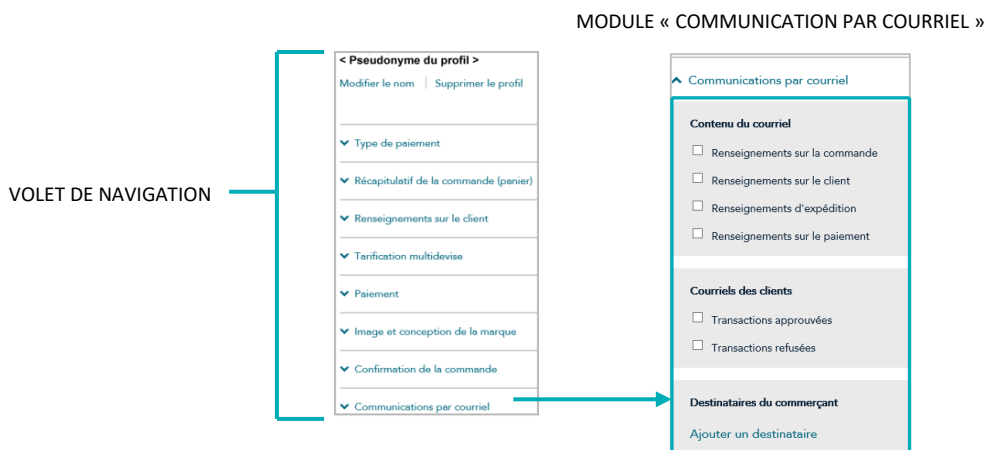 MODULE « COMMUNICATION PAR COURRIEL »
VOLET DE NAVIGATION
< Pseudonyme du profil >
Modifier le nom | Supprimer le profil
Type de paiement
Récapitulatif de la commande (panier)
Renseignements sur le client
Tarification multidevise
Paiement
Image et conception de la marque
Confirmation de la commande
Communications par courriel
Communications par courriel
Contenu du courriel
Renseignements sur la commande
Renseignements sur le client
Renseignements d'expédition
Renseignements sur le paiement
Courriels des clients
Transactions approuvées
Transactions refusées
Destinataires du commerçant
Ajouter un destinataire